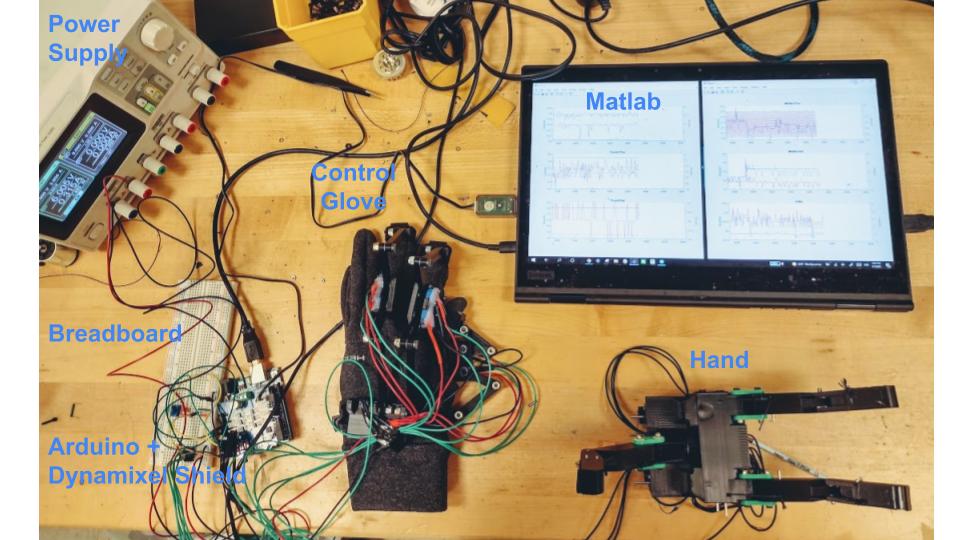 Power
Supply
Matlab
Control
Glove
Breadboard
Hand
Arduino +
Dynamixel Shield